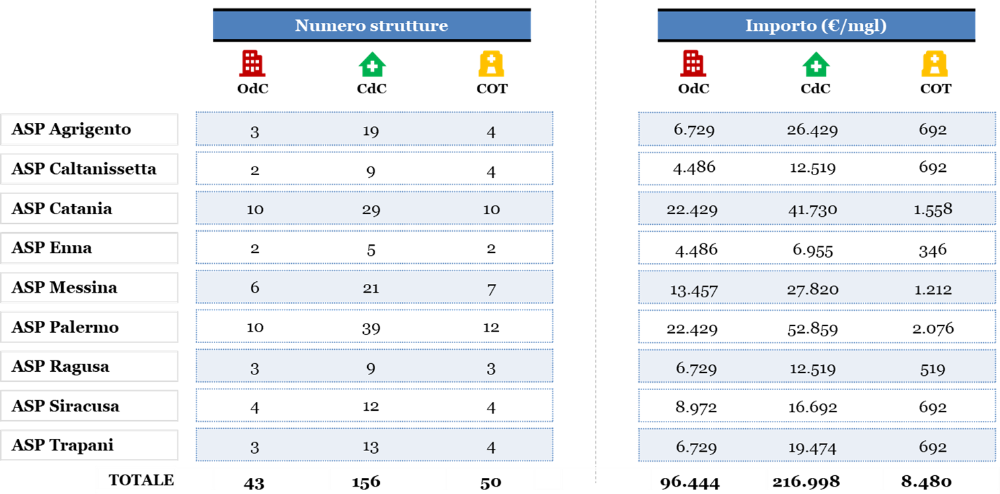 Numero strutture Importo (€/mgl)
OdC CdC COT OdC CdC COT
ASP Agrigento 3 19 4 6.729 26.429 692
ASP Caltanissetta 2 9 4 4.486 12.519 692
ASP Catania 10 29 10 22.429 41.730 1.558
ASP Enna 2 5 2 4.486 6.955 346
ASP Messina 6 21 7 13.457 27.820 1.212
ASP Palermo 10 39 12 22.429 52.859 2.076
ASP Ragusa 3 9 3 6.729 12.519 519
ASP Siracusa 4 12 4 8.972 16.692 692
ASP Trapani 3 13 4 6.729 19.474 692
TOTALE 43 156 50 96.444 216.998 8.480